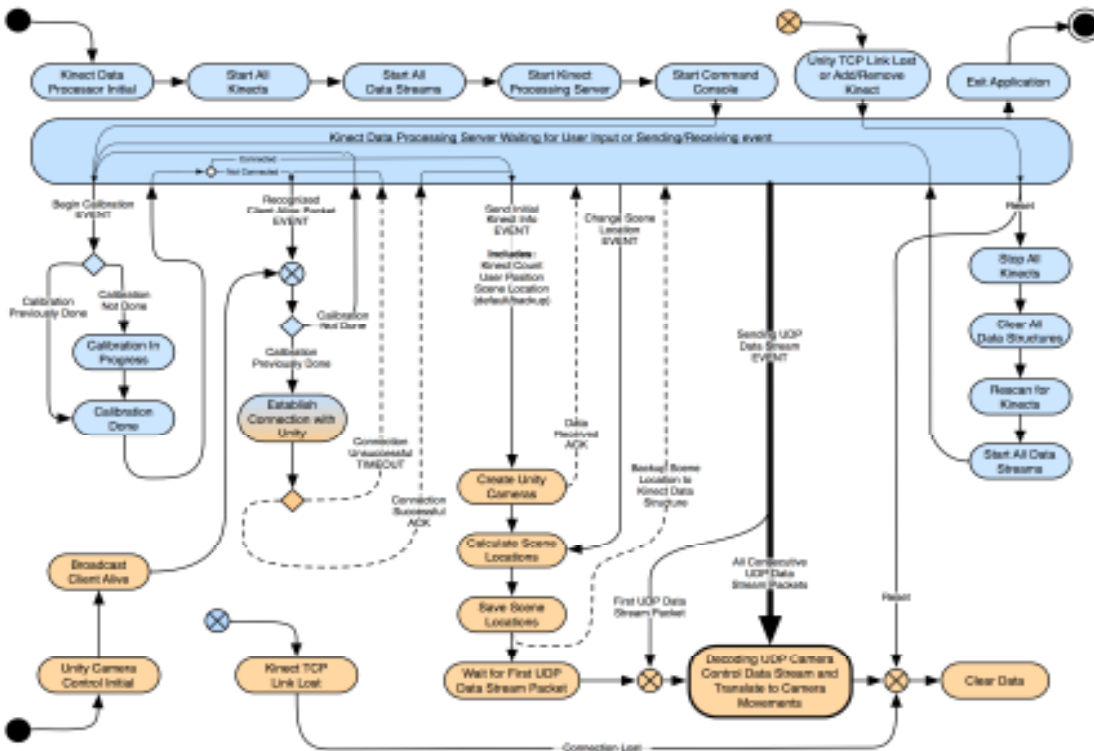 Kinect Data
Processor Initial
Start All
Kinects
Start All
Data Streams
Start Kinect
Processing Server
Start Command
Console
Unity TCP Link Lost
or Add/Remove
Kinect
Exit Application
Kinect Data Processing Server Waiting for User Input or Sending/Receiving event
Connected
Not Connected
Begin Calibration
EVENT
Recognized
Client Alive Packet
EVENT
Send Initial
Kinect Info
EVENT
Includes:
Kinect Count
User Position
Scene Location
(default/backup)
Change Scene
Location
EVENT
Reset
Calibration
Previously Done
Calibration
Not Done
Calibration In
Progress
Calibration
Done
Calibration
Not Done
Calibration
Previously Done
Establish
Connection with
Unity
Connection
Unsuccessful
TIMEOUT
Connection
Successful
ACK
Data
Received
ACK
Backup Scene
Location to
Kinect Data
Structure
Sending UDP
Data Stream
EVENT
Stop All
Kinects
Clear All
Data Structures
Rescan for
Kinects
Start All Data
Streams
Create Unity
Cameras
Calculate Scene
Locations
Save Scene
Locations
Wait for First UDP
Data Stream Packet
First UDP Data
Stream Packet
All Consecutive
UDP Data
Stream Packets
Reset
Broadcast
Client Alive
Unity Camera
Control Initial
Kinect TCP
Link Lost
Decoding UDP Camera
Control Data Stream and
Translate to Camera
Movements
Clear Data
Connection Lost